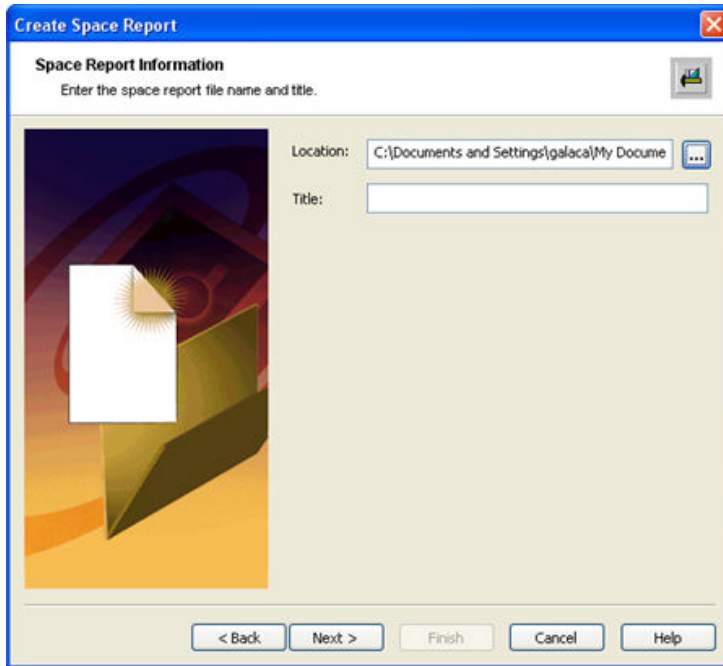 Create Space Report
Space Report Information
Enter the space report file name and title.
Location: C:\Documents and Settings\galaca\My Docume ...
Title:
< Back Next > Finish Cancel Help